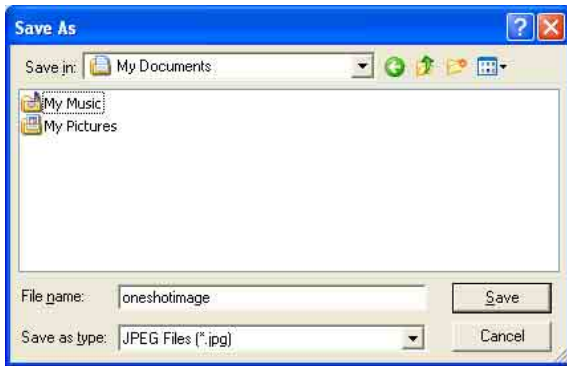 Save As
Save in: My Documents
My Music
My Pictures
File name: oneshotimage Save
Save as type: JPEG Files (*.jpg) Cancel